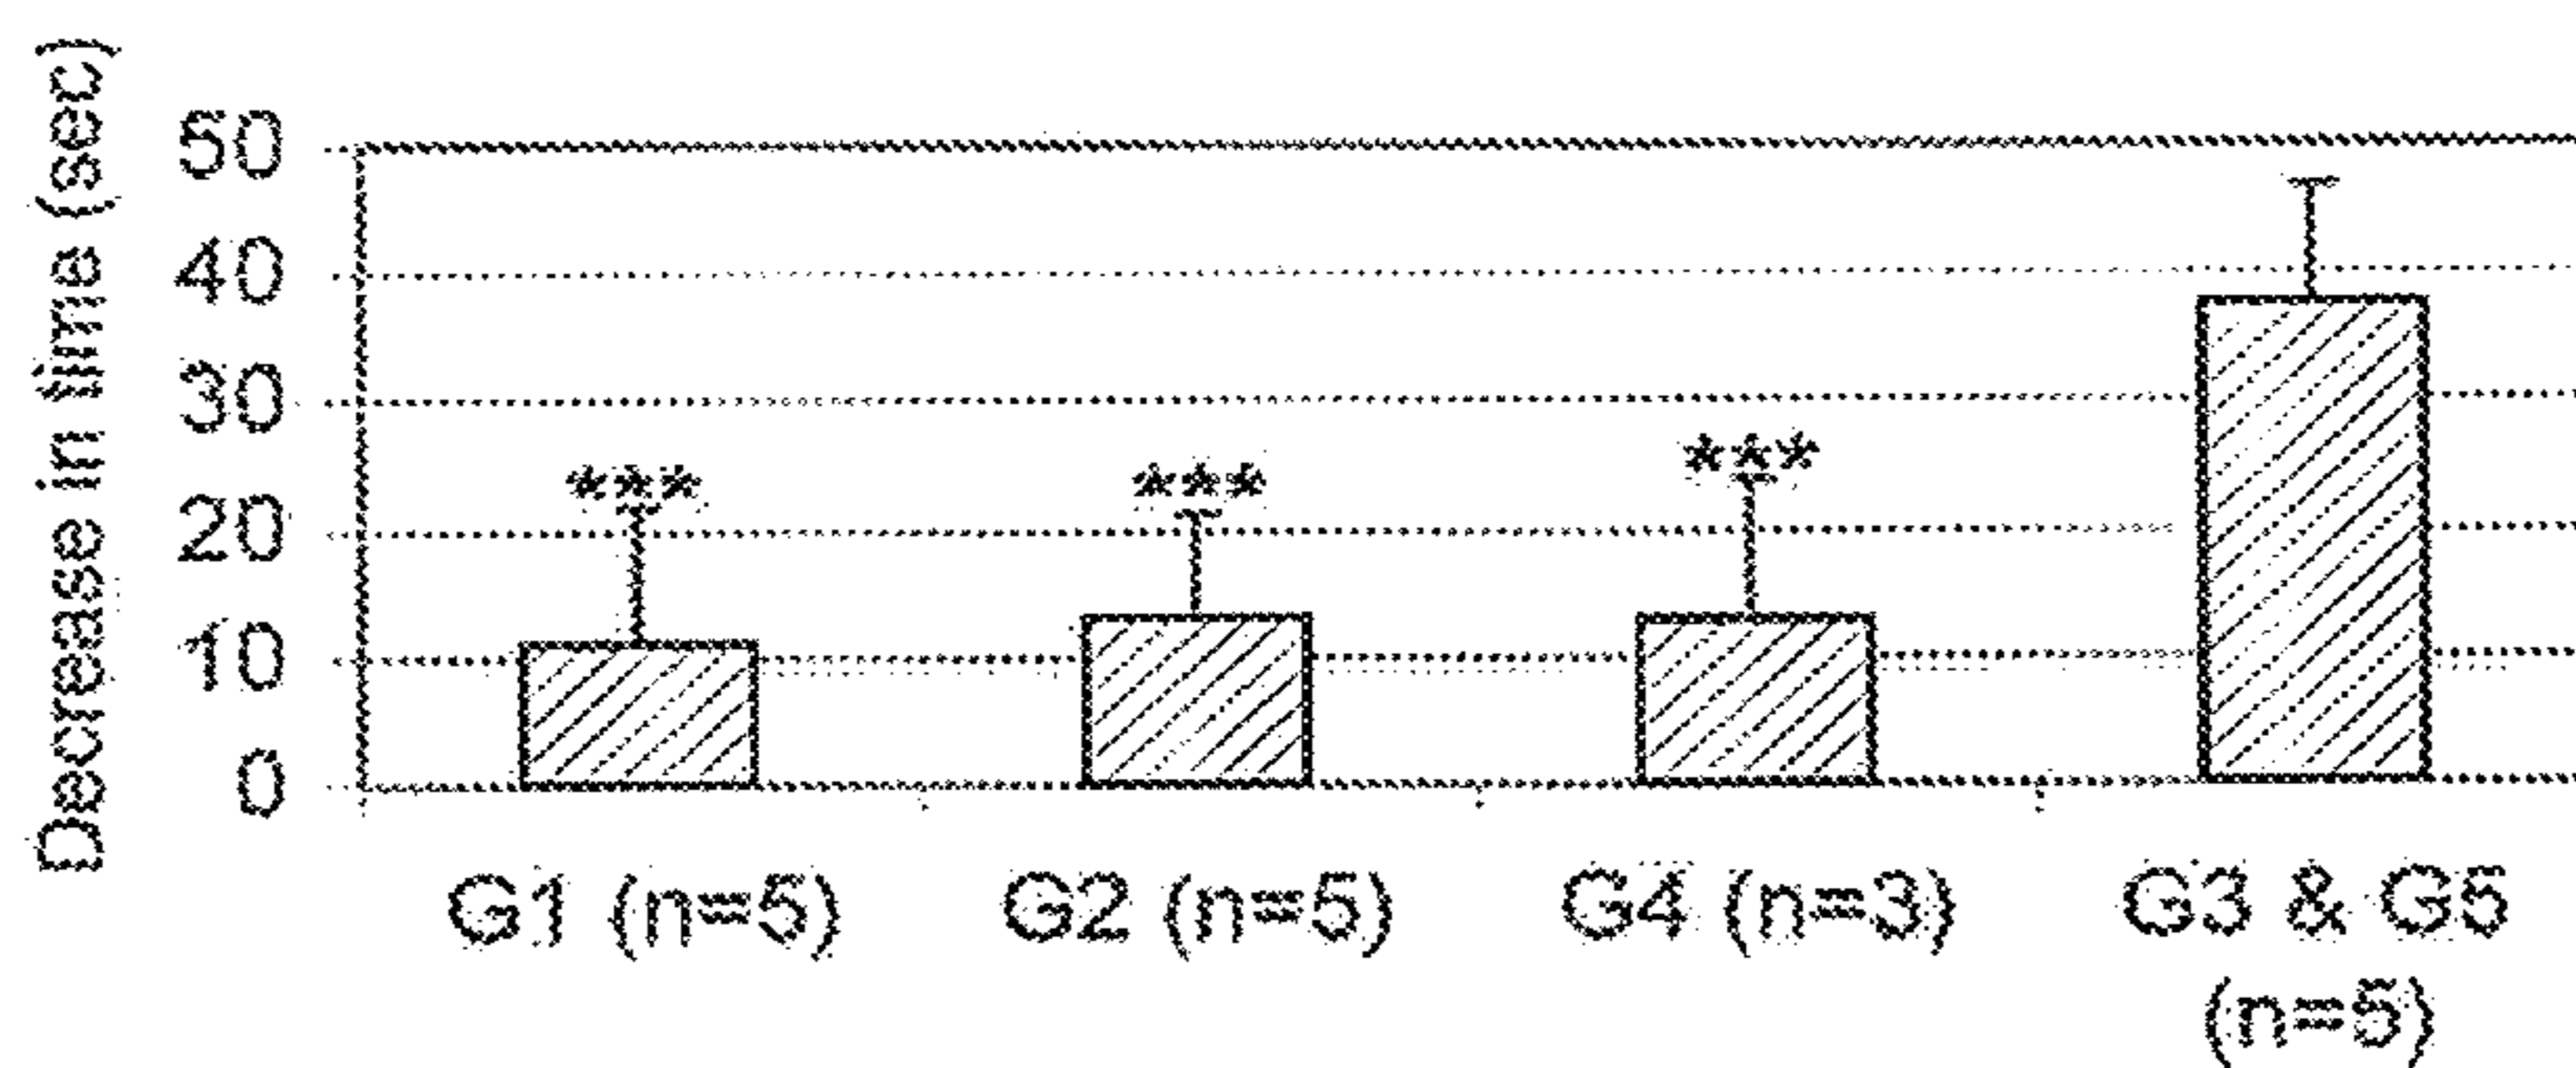 Decrease in time (sec)
50
40
30
20
10
0
***
***
***
G1 (n=5)
G2 (n=5)
G4 (n=3)
G3 & G5
(n=5)